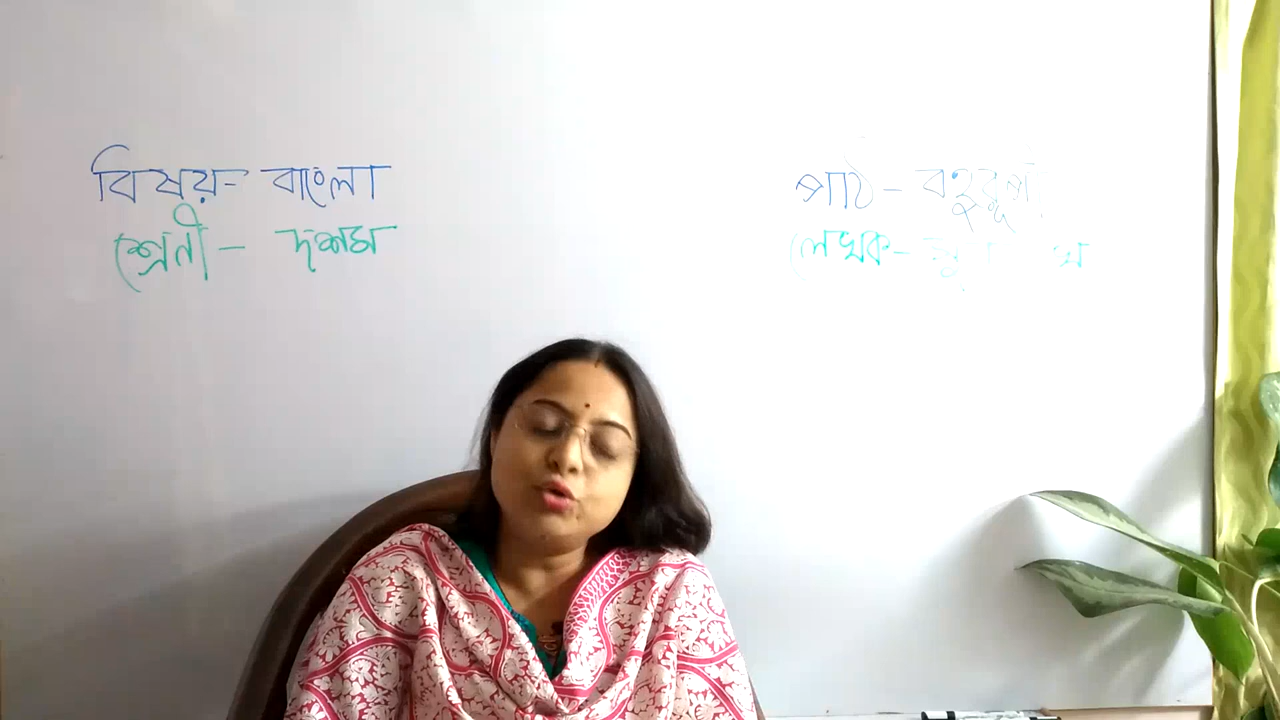 বিষয়- বাংলা
শ্রেনী- দশম
পাঠ- বহুরূপী
লেখক-